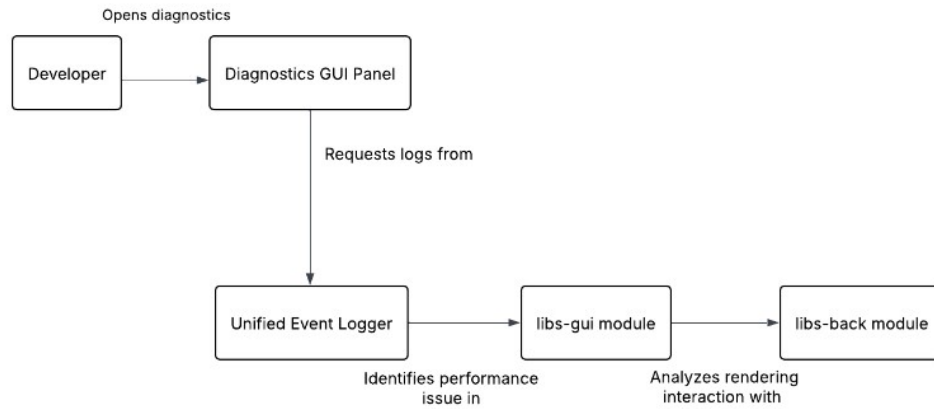 Opens diagnostics
Developer
Diagnostics GUI Panel
Requests logs from
Unified Event Logger
libs-gui module
libs-back module
Identifies performance
issue in
Analyzes rendering
interaction with